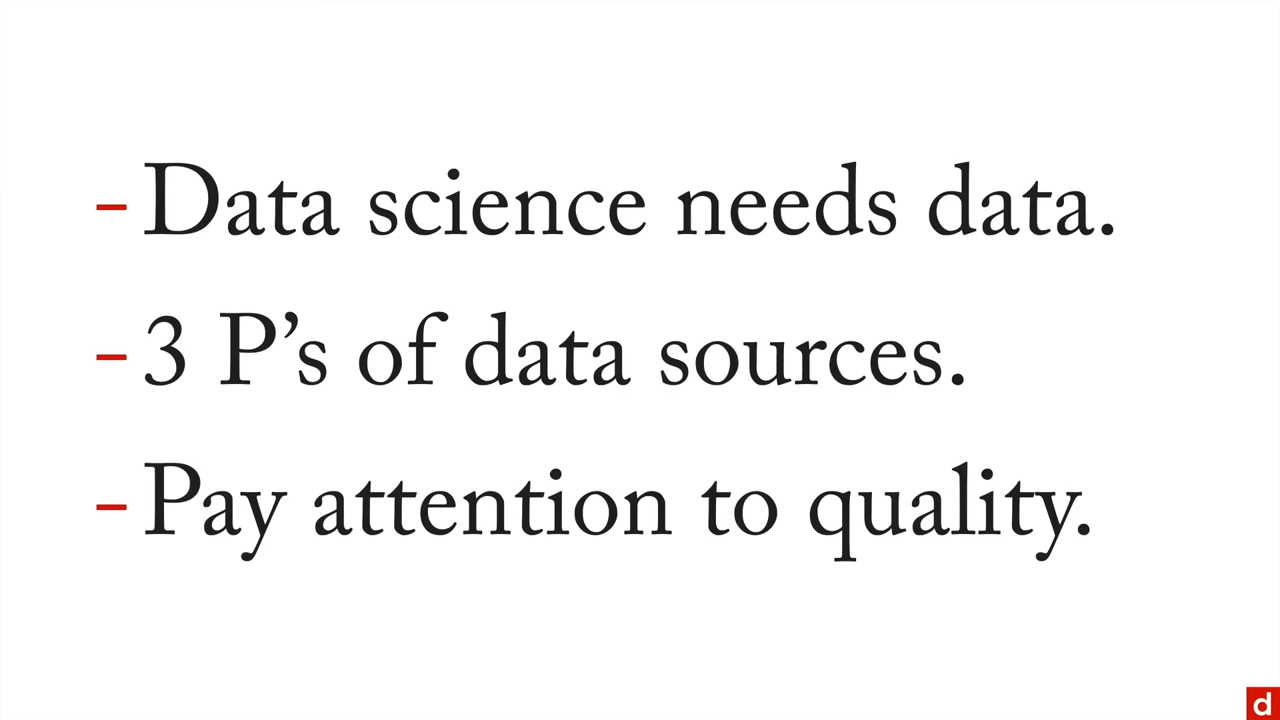 - Data science needs data.
- 3 P’s of data sources.
- Pay attention to quality.
d